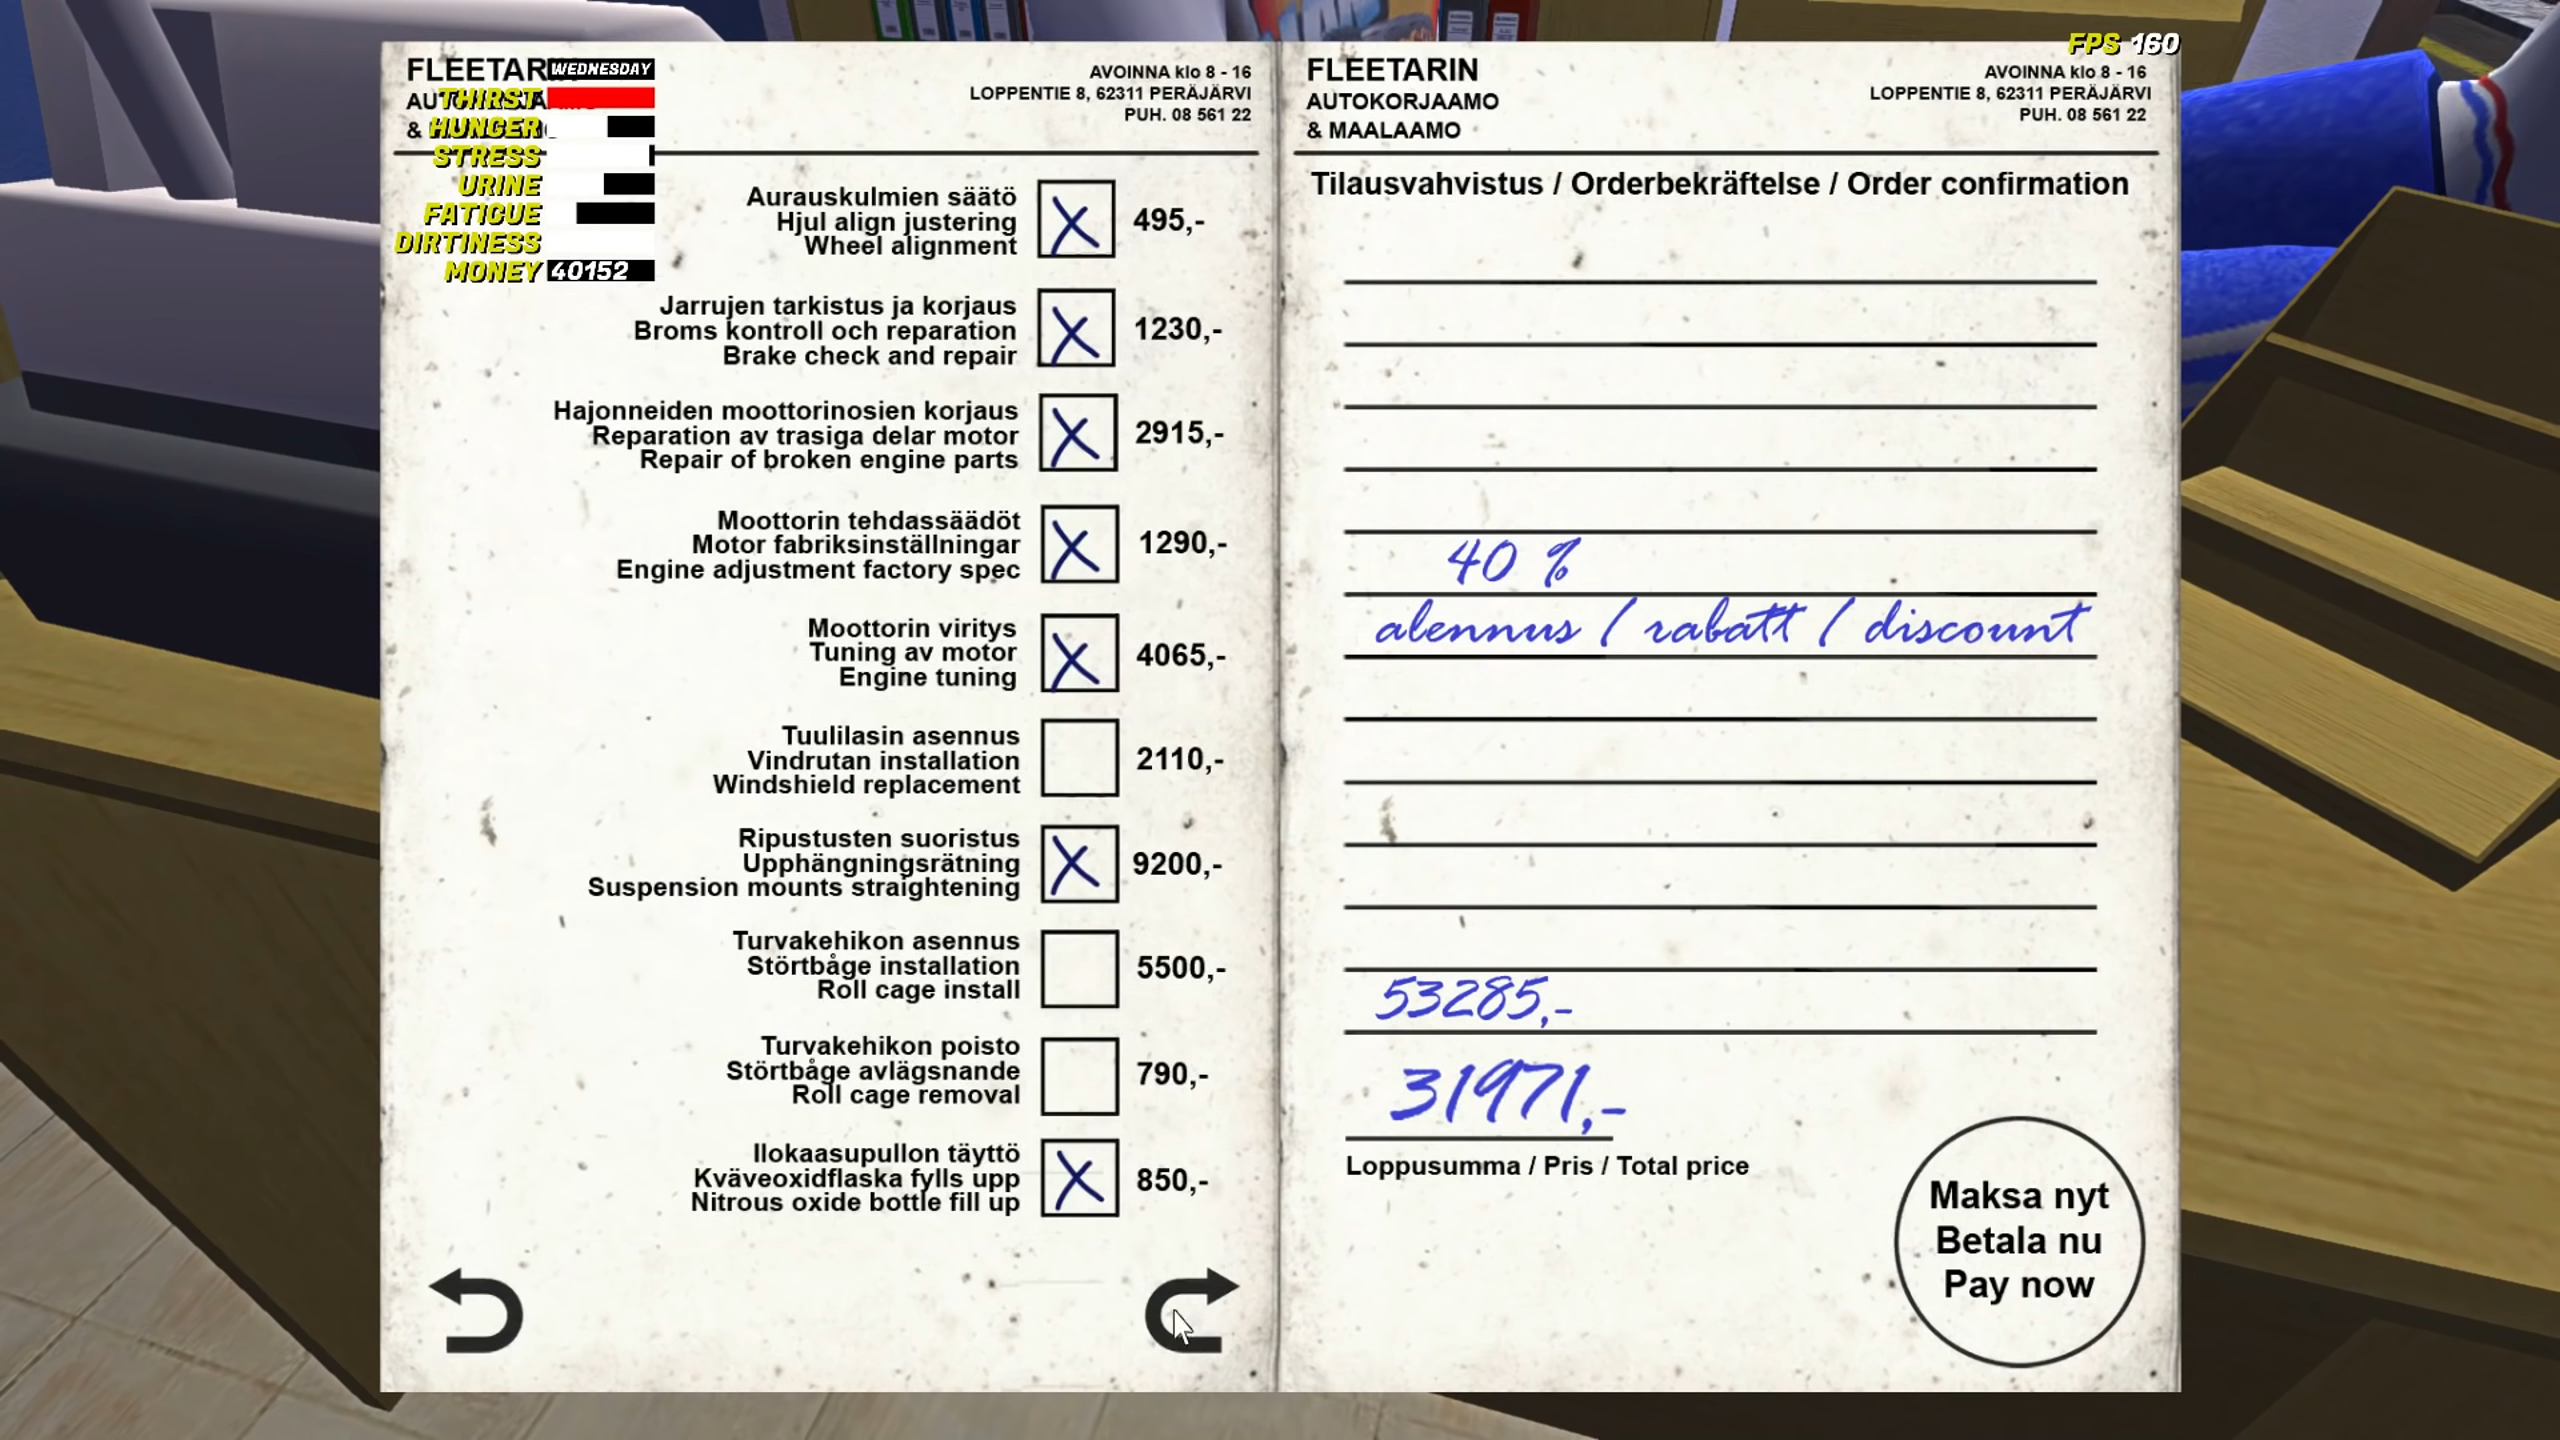 FPS 160
WEDNESDAY
THIRST
HUNGER
STRESS
URINE
FATIGUE
DIRTINESS
MONEY 40152
AVOINNA klo 8 - 16
LOPPENTIE 8, 62311 PERÄJÄRVI
PUH. 08 561 22
Aurauskulmien säätö
Hjul align justering
Wheel alignment
495,-
Jarrujen tarkistus ja korjaus
Broms kontroll och reparation
Brake check and repair
1230,-
Hajonneiden moottorinosien korjaus
Reparation av trasiga delar motor
Repair of broken engine parts
2915,-
Moottorin tehdassäädöt
Motor fabriksinställningar
Engine adjustment factory spec
1290,-
Moottorin viritys
Tuning av motor
Engine tuning
4065,-
Tuulilasin asennus
Vindrutan installation
Windshield replacement
2110,-
Ripustusten suoristus
Upphängningsrätning
Suspension mounts straightening
9200,-
Turvakehikon asennus
Störtbåge installation
Roll cage install
5500,-
Turvakehikon poisto
Störtbåge avlägsnande
Roll cage removal
790,-
Ilokaasupullon täyttö
Kväveoxidflaska fylls upp
Nitrous oxide bottle fill up
850,-
FLEETARIN
AUTOKORJAAMO
& MAALAAMO
AVOINNA klo 8 - 16
LOPPENTIE 8, 62311 PERÄJÄRVI
PUH. 08 561 22
Tilausvahvistus / Orderbekräftelse / Order confirmation
40 %
alennus / rabatt / discount
53285,-
31971,-
Loppusumma / Pris / Total price
Maksa nyt
Betala nu
Pay now